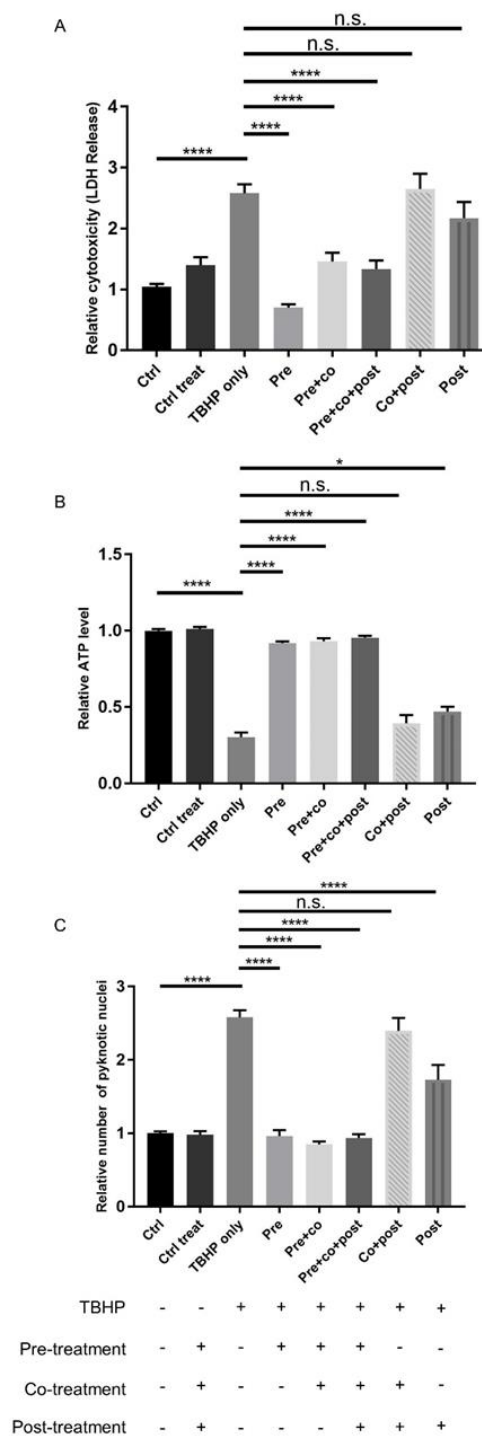 A
n.s.
n.s.
****
****
****
****
Relative cytotoxicity (LDH Release)
4
3
2
1
0
Ctrl
Ctrl treat
TBHP only
Pre
Pre+co
Pre+co+post
Co+post
Post
B
*
n.s.
****
****
****
****
Relative ATP level
1.5
1.0
0.5
0.0
Ctrl
Ctrl treat
TBHP only
Pre
Pre+co
Pre+co+post
Co+post
Post
C
****
n.s.
****
****
****
****
Relative number of pyknotic nuclei
3
2
1
0
Ctrl
Ctrl treat
TBHP only
Pre
Pre+co
Pre+co+post
Co+post
Post
TBHP - - + + + + + +
Pre-treatment - + - + + + - -
Co-treatment - + - - + + + -
Post-treatment - + - - - + + +